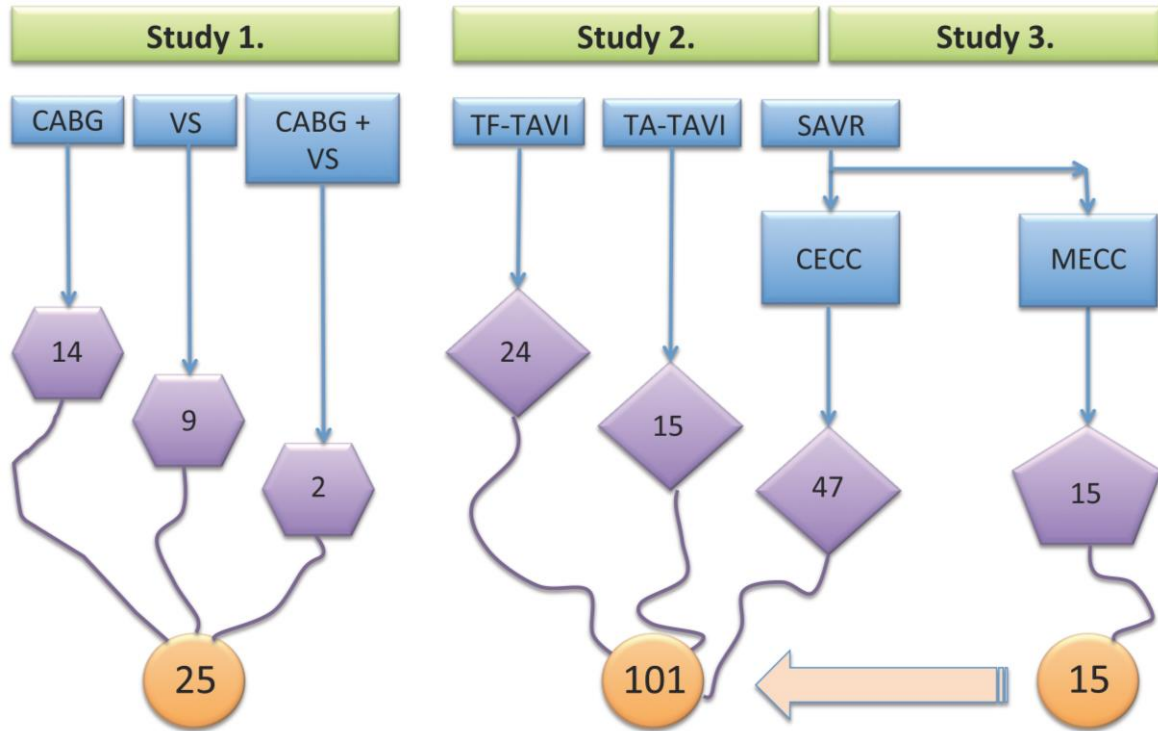 Study 1.
Study 2.
Study 3.
CABG
VS
CABG +
VS
TF-TAVI
TA-TAVI
SAVR
CECC
MECC
14
9
2
24
15
47
15
25
101
15